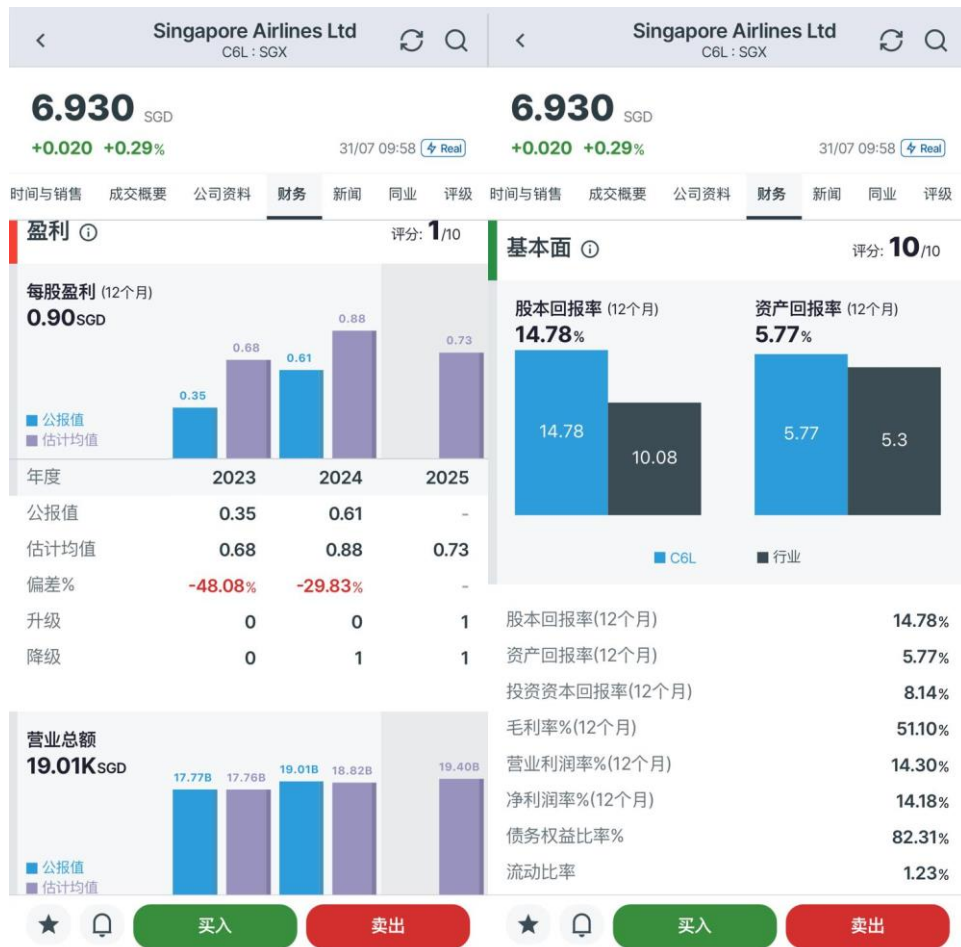 Singapore Airlines Ltd
C6L : SGX
6.930 SGD
+0.020 +0.29%
31/07 09:58 Real
时间与销售 成交概要 公司资料 财务 新闻 同业 评级
盈利
评分: 1/10
每股盈利 (12个月)
0.90SGD
0.35 0.68 0.61 0.88 0.73
公报值
估计均值
年度 2023 2024 2025
公报值 0.35 0.61 -
估计均值 0.68 0.88 0.73
偏差% -48.08% -29.83% -
升级 0 0 1
降级 0 1 1
营业总额
19.01KSGD
17.77B 17.76B 19.01B 18.82B 19.40B
公报值
估计均值
买入 卖出
Singapore Airlines Ltd
C6L : SGX
6.930 SGD
+0.020 +0.29%
31/07 09:58 Real
时间与销售 成交概要 公司资料 财务 新闻 同业 评级
基本面
评分: 10/10
股本回报率 (12个月) 资产回报率 (12个月)
14.78% 5.77%
14.78 10.08 5.77 5.3
C6L 行业
股本回报率(12个月) 14.78%
资产回报率(12个月) 5.77%
投资资本回报率(12个月) 8.14%
毛利率%(12个月) 51.10%
营业利润率%(12个月) 14.30%
净利润率%(12个月) 14.18%
债务权益比率% 82.31%
流动比率 1.23%
买入 卖出